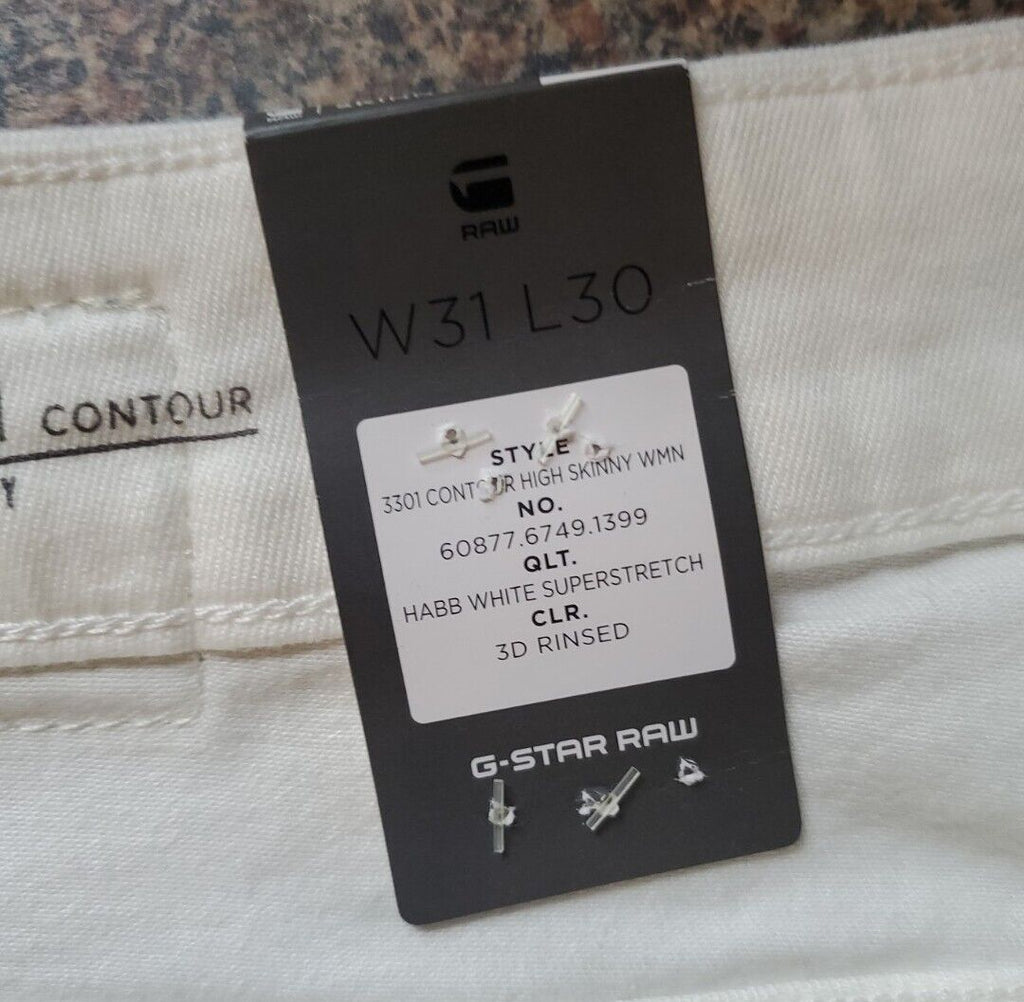 RAW
W31 L30
CONTOUR
Y
STYLE
3301 CONTOUR HIGH SKINNY WMN
NO.
60877.6749.1399
QLT.
HABB WHITE SUPERSTRETCH
CLR.
3D RINSED
G-STAR RAW